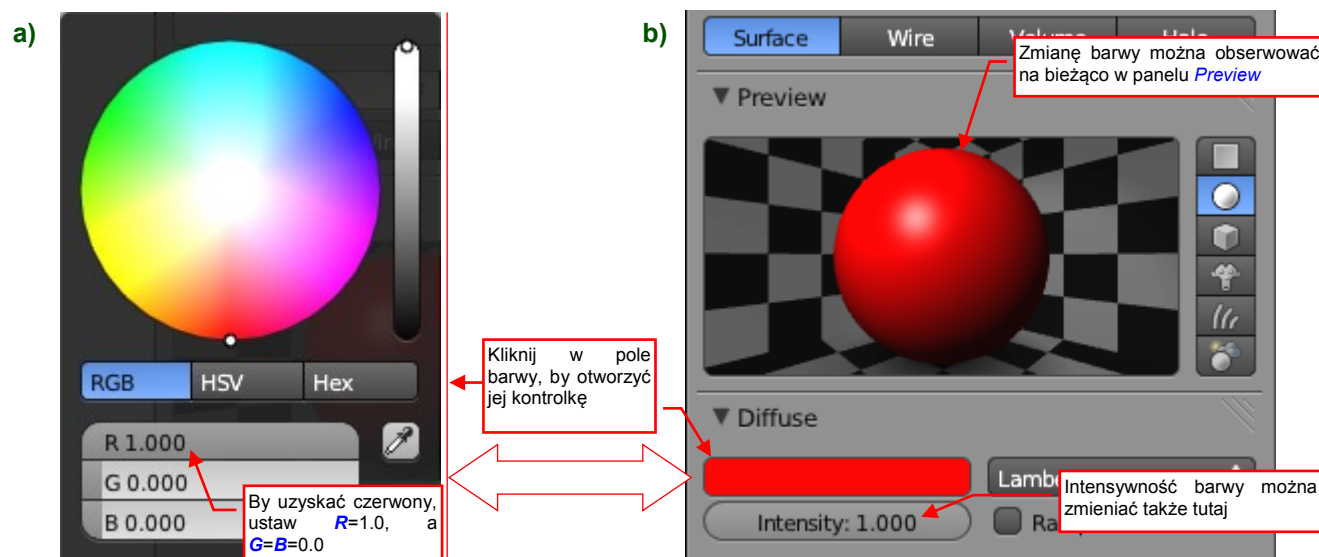 a)
RGB HSV Hex
R 1.000
G 0.000
B 0.000
By uzyskać czerwony,
ustaw R=1.0, a
G=B=0.0
Kliknij w pole
barwy, by otworzyć
jej kontrolkę
b)
Surface Wire
Zmianę barwy można obserwować
na bieżąco w panelu Preview
Preview
Diffuse
Intensity: 1.000
Intensywność barwy można
zmieniać także tutaj